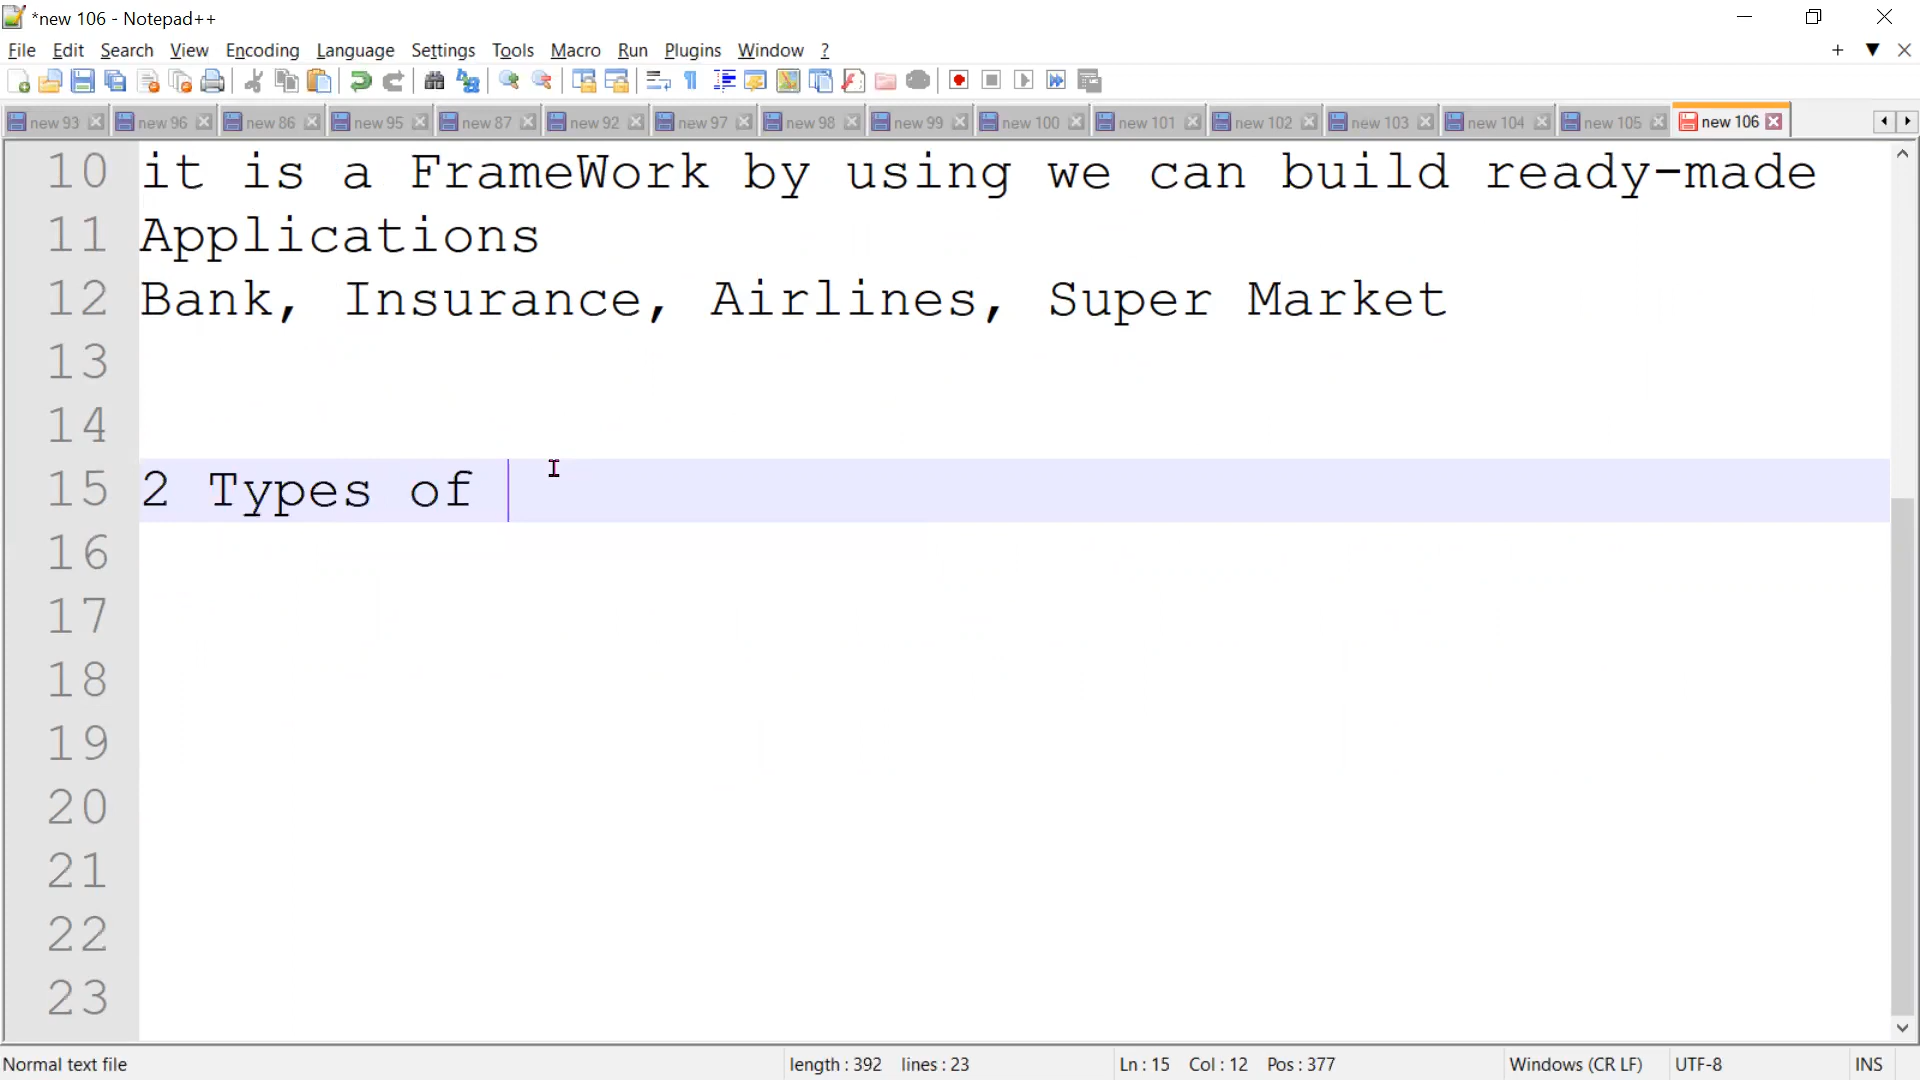 *new 106 - Notepad++
File Edit Search View Encoding Language Settings Tools Macro Run Plugins Window ?
new 93 new 96 new 86 new 95 new 87 new 92 new 97 new 98 new 99 new 100 new 101 new 102 new 103 new 104 new 105 new 106
10 it is a FrameWork by using we can build ready-made
11 Applications
12 Bank, Insurance, Airlines, Super Market
13
14
15 2 Types of
16
17
18
19
20
21
22
23
Normal text file length : 392 lines : 23 Ln : 15 Col : 12 Pos : 377 Windows (CR LF) UTF-8 INS